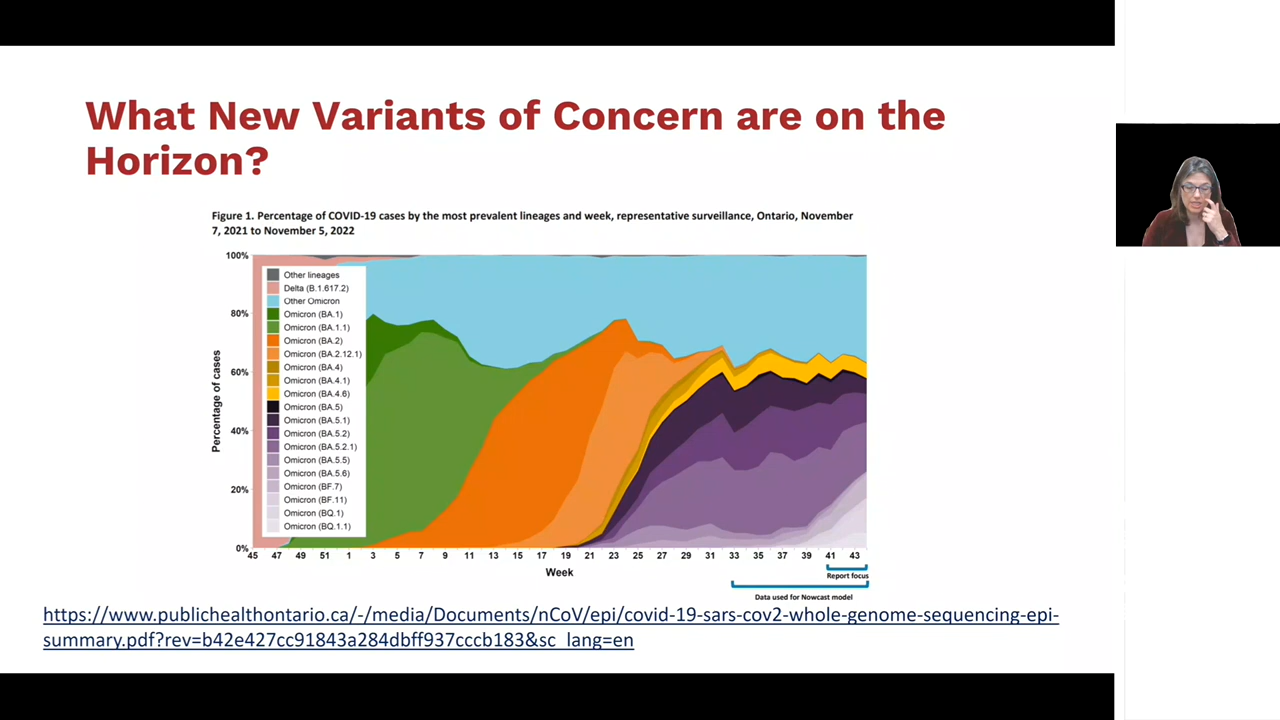 What New Variants of Concern are on the
Horizon?
Figure 1. Percentage of COVID-19 cases by the most prevalent lineages and week, representative surveillance, Ontario, November
7, 2021 to November 5, 2022
100%
80%
60%
40%
20%
0%
Percentage of cases
Other lineages
Delta (B.1.617.2)
Other Omicron
Omicron (BA.1)
Omicron (BA.1.1)
Omicron (BA.2)
Omicron (BA.2.12.1)
Omicron (BA.4)
Omicron (BA.4.1)
Omicron (BA.4.6)
Omicron (BA.5)
Omicron (BA.5.1)
Omicron (BA.5.2)
Omicron (BA.5.2.1)
Omicron (BA.5.5)
Omicron (BA.5.6)
Omicron (BF.7)
Omicron (BF.11)
Omicron (BQ.1)
Omicron (BQ.1.1)
45 47 49 51 1 3 5 7 9 11 13 15 17 19 21 23 25 27 29 31 33 35 37 39 41 43
Week
Report focus
Data used for Nowcast model
https://www.publichealthontario.ca/-/media/Documents/nCoV/epi/covid-19-sars-cov2-whole-genome-sequencing-epi-
summary.pdf?rev=b42e427cc91843a284dbff937cccb183&sc_lang=en